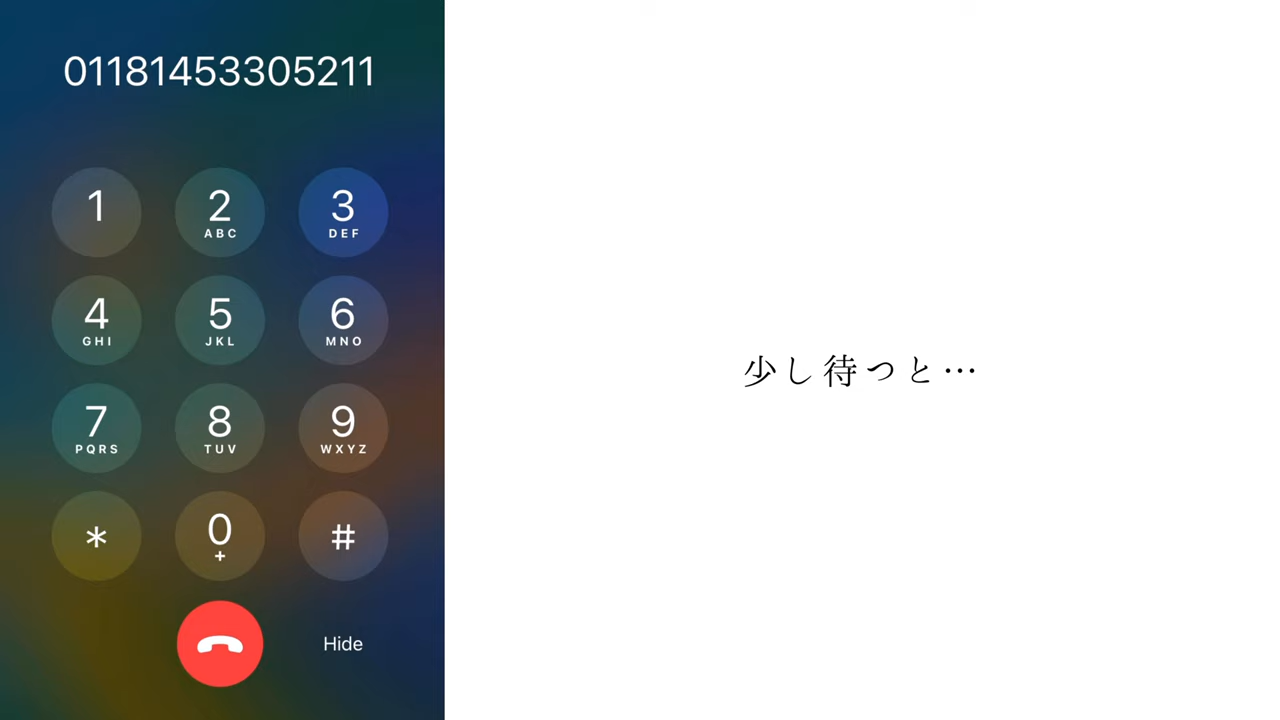 01181453305211
1
2
ABC
3
DEF
4
GHI
5
JKL
6
MNO
7
PQRS
8
TUV
9
WXYZ
*
0
+
#
Hide
少し待つと…